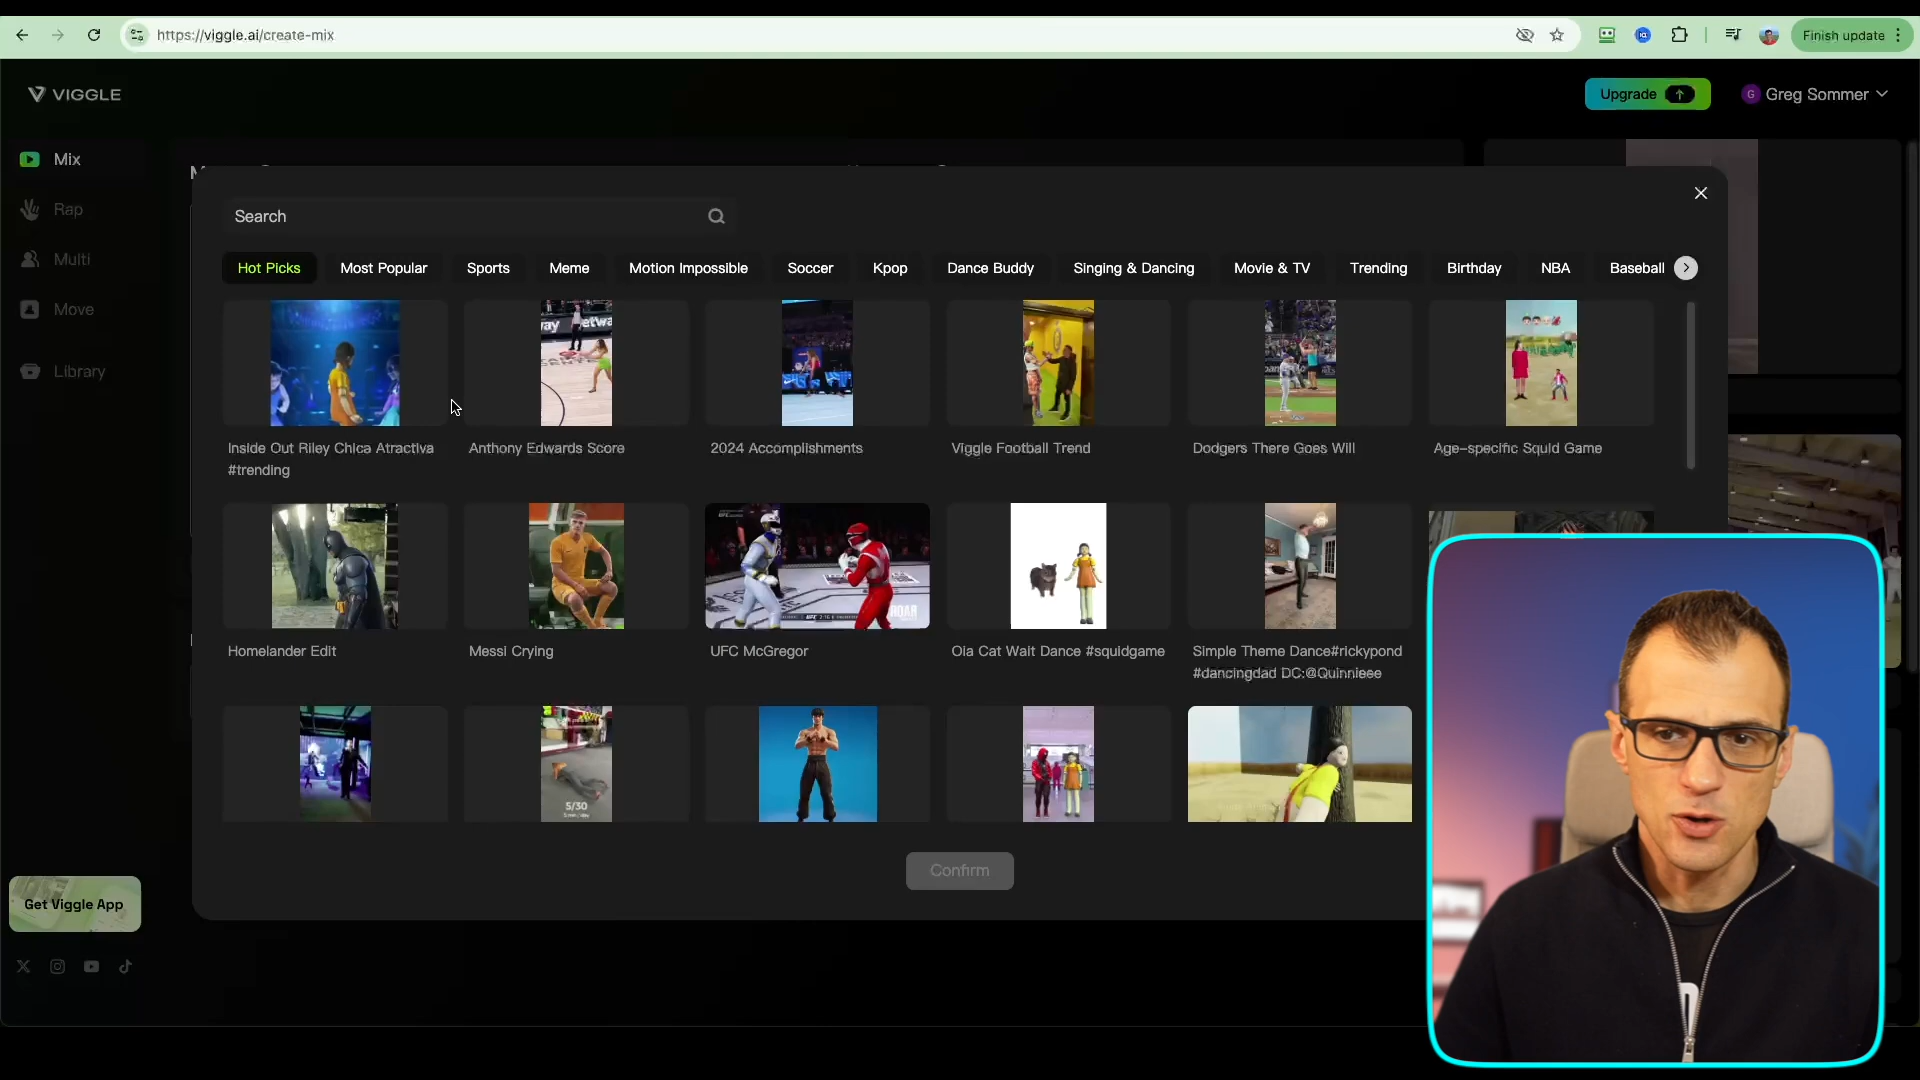 https://viggle.ai/create-mix
Finish update
VIGGLE
Upgrade
G Greg Sommer
Mix
Rap
Multi
Move
Library
Search
Hot Picks
Most Popular
Sports
Meme
Motion Impossible
Soccer
Kpop
Dance Buddy
Singing & Dancing
Movie & TV
Trending
Birthday
NBA
Baseball
Inside Out Riley Chica Atractiva
#trending
Anthony Edwards Score
2024 Accomplishments
Viggle Football Trend
Dodgers There Goes Will
Age-specific Squid Game
Homelander Edit
Messi Crying
UFC McGregor
Oia Cat Wait Dance #squidgame
Simple Theme Dance#rickypond
#dancingdad DC:@Quinnieee
5/30
Confirm
Get Viggle App